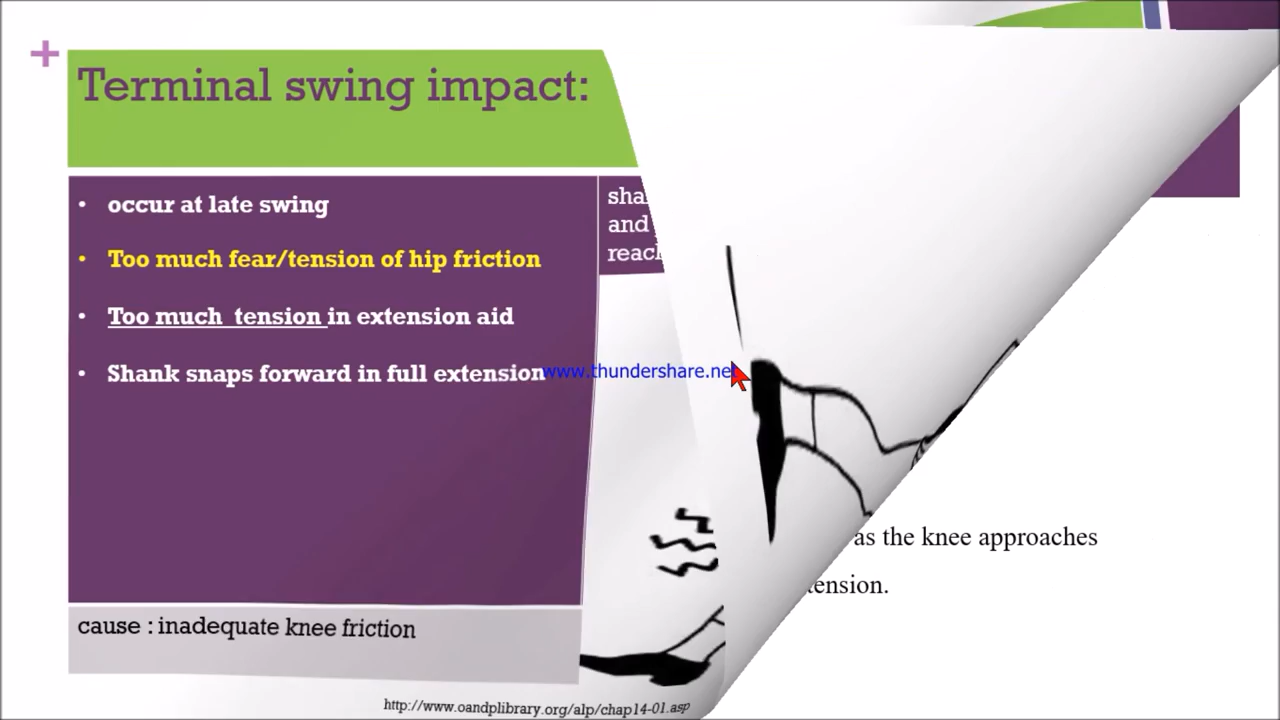 +
Terminal swing impact:
• occur at late swing
• Too much fear/tension of hip friction
• Too much tension in extension aid
• Shank snaps forward in full extension
and
www.thundershare.net
as the knee approaches
cause : inadequate knee friction
http://www.oandplibrary.org/alp/chap14-01.asp